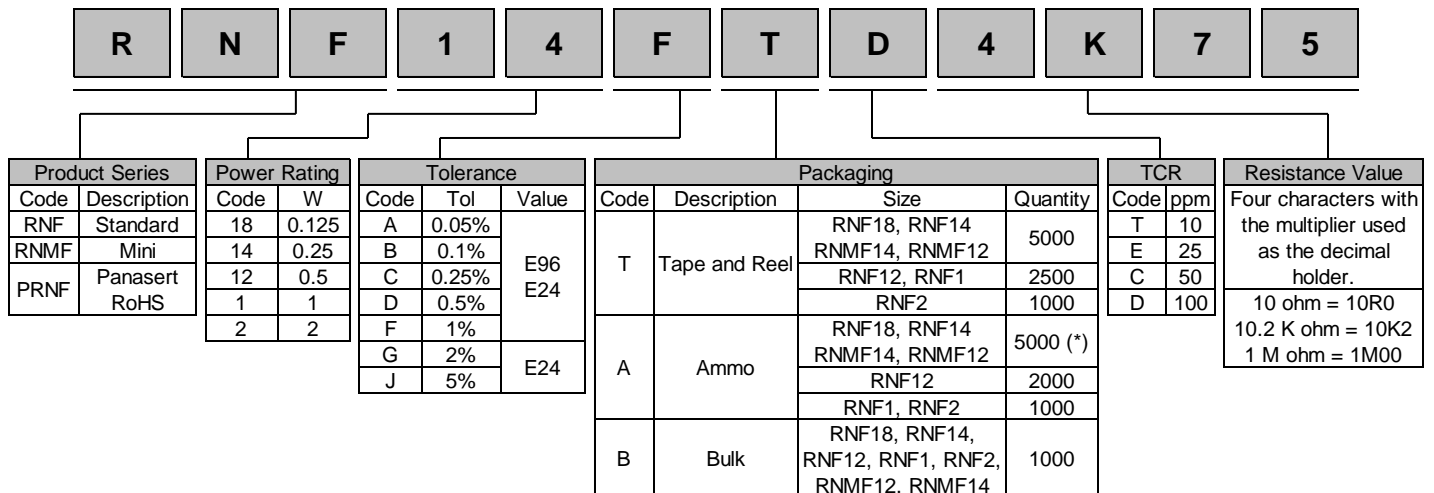 R N F 1 4 F T D 4 K 7 5
Product Series
Code Description
RNF Standard
RNMF Mini
PRNF Panasert RoHS
Power Rating
Code W
18 0.125
14 0.25
12 0.5
1 1
2 2
Tolerance
Code Tol Value
A 0.05%
B 0.1%
C 0.25%
D 0.5%
F 1%
E96
E24
G 2%
J 5%
E24
Packaging
Code Description Size Quantity
T Tape and Reel
RNF18, RNF14
RNMF14, RNMF12
5000
RNF12, RNF1 2500
RNF2 1000
A Ammo
RNF18, RNF14
RNMF14, RNMF12
5000 (*)
RNF12 2000
RNF1, RNF2 1000
B Bulk
RNF18, RNF14,
RNF12, RNF1, RNF2,
RNMF12, RNMF14
1000
TCR
Code ppm
T 10
E 25
C 50
D 100
Resistance Value
Four characters with
the multiplier used
as the decimal
holder.
10 ohm = 10R0
10.2 K ohm = 10K2
1 M ohm = 1M00